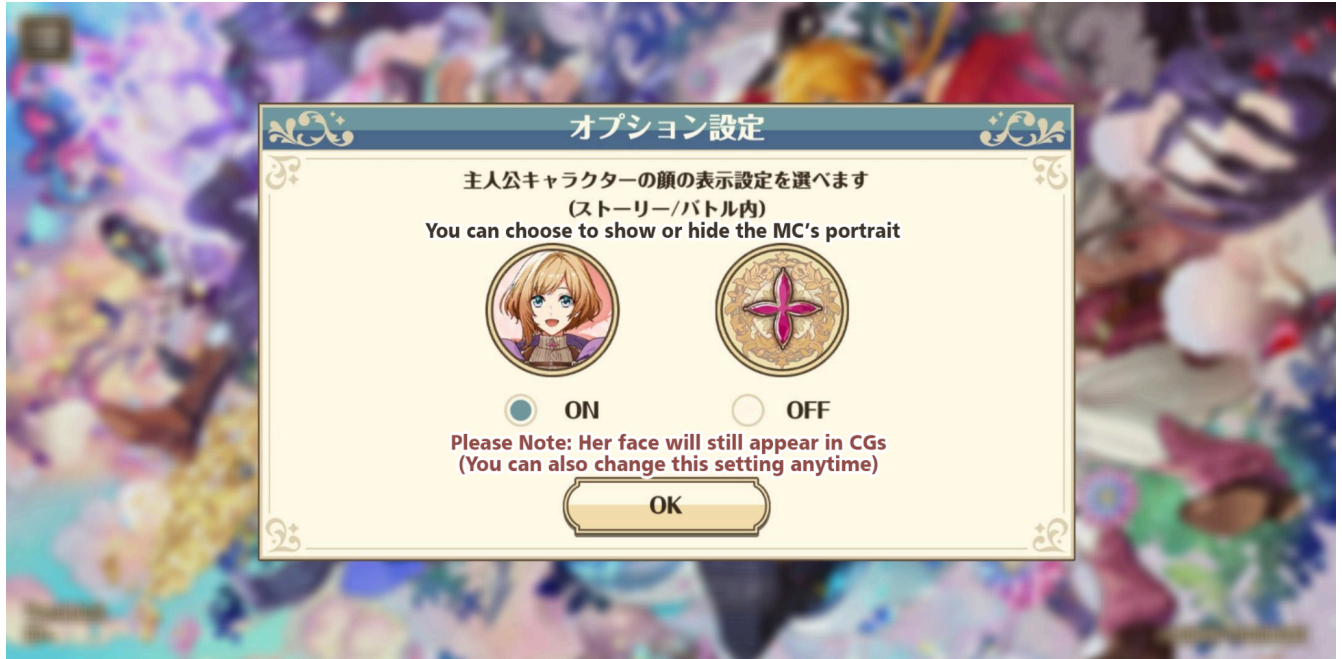 オプション設定
主人公キャラクターの顔の表示設定を選べます
(ストーリー/バトル内)
You can choose to show or hide the MC's portrait
ON
OFF
Please Note: Her face will still appear in CGs
(You can also change this setting anytime)
OK